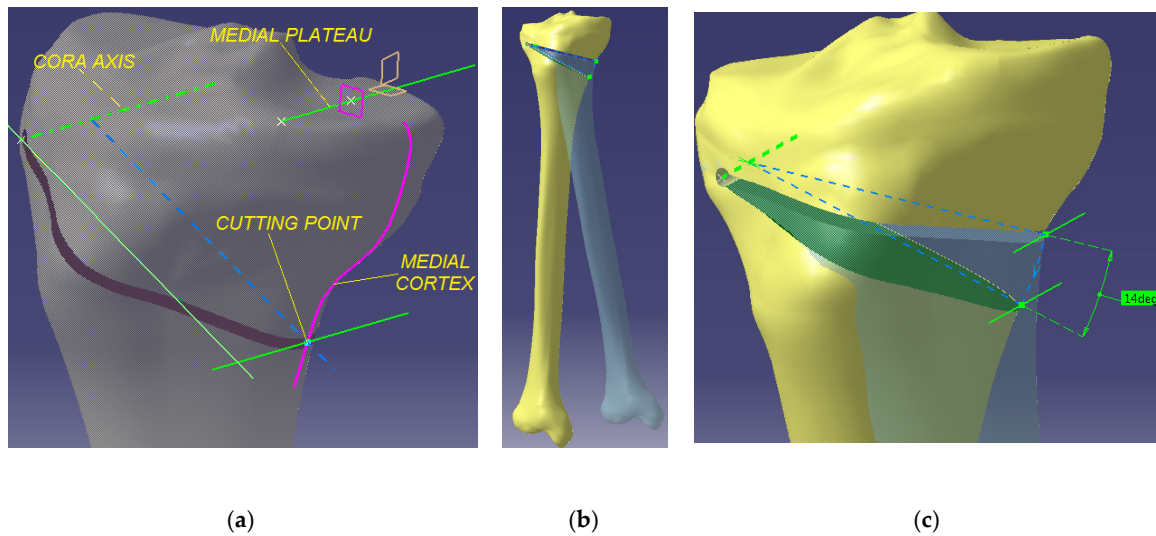 MEDIAL PLATEAU
CORA AXIS
CUTTING POINT
MEDIAL
CORTEX
14deg
(a)
(b)
(c)